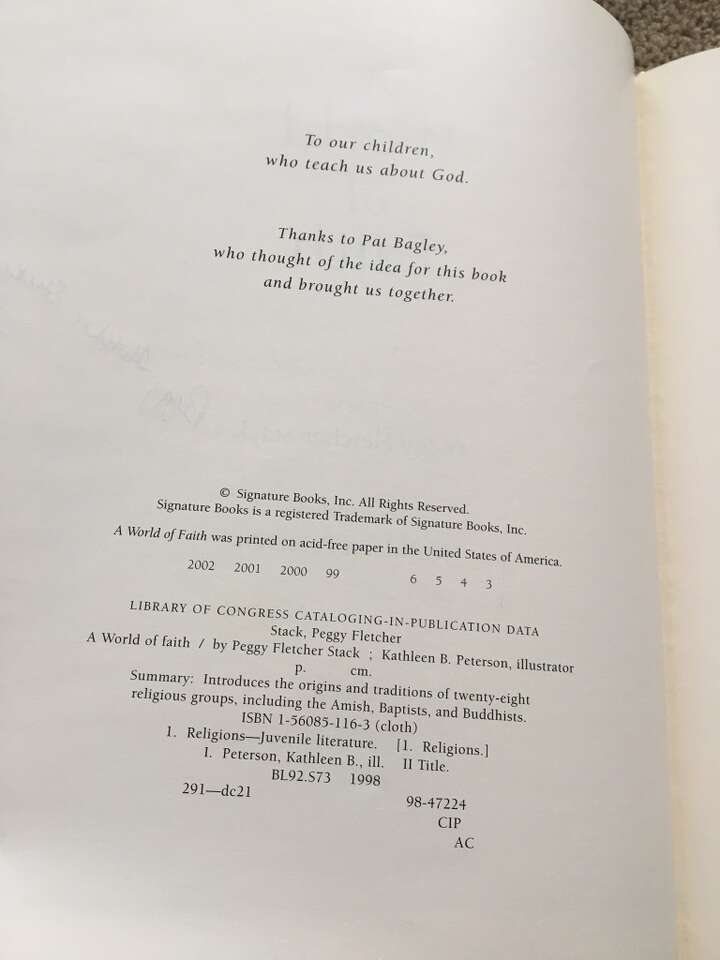 To our children,
who teach us about God.
Thanks to Pat Bagley,
who thought of the idea for this book
and brought us together.
© Signature Books, Inc. All Rights Reserved.
Signature Books is a registered Trademark of Signature Books, Inc.
A World of Faith was printed on acid-free paper in the United States of America.
2002 2001 2000 99 6 5 4 3
LIBRARY OF CONGRESS CATALOGING-IN-PUBLICATION DATA
Stack, Peggy Fletcher
A World of faith / by Peggy Fletcher Stack ; Kathleen B. Peterson, illustrator
p. cm.
Summary: Introduces the origins and traditions of twenty-eight
religious groups, including the Amish, Baptists, and Buddhists.
ISBN 1-56085-116-3 (cloth)
1. Religions—Juvenile literature. [1. Religions.]
I. Peterson, Kathleen B., ill. II Title.
BL92.S73 1998
291—dc21 98-47224
CIP
AC